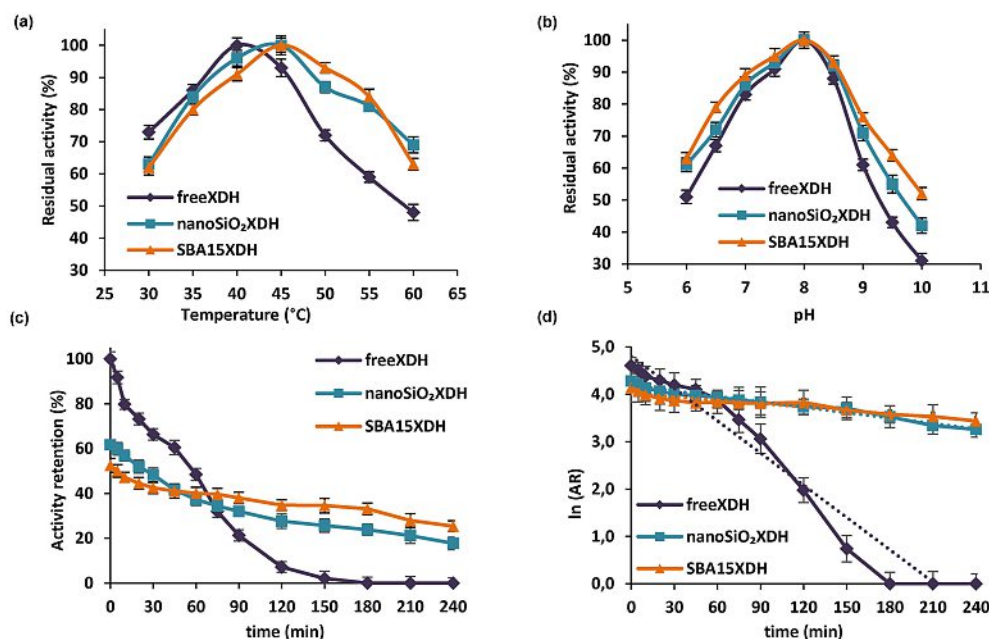 (a)
Residual activity (%)
100
90
80
70
60
50
40
30
freeXDH
nanoSiO₂XDH
SBA15XDH
25 30 35 40 45 50 55 60 65
Temperature (°C)
(b)
Residual activity (%)
100
90
80
70
60
50
40
30
freeXDH
nanoSiO₂XDH
SBA15XDH
5 6 7 8 9 10 11
pH
(c)
Activity retention (%)
100
80
60
40
20
0
freeXDH
nanoSiO₂XDH
SBA15XDH
0 30 60 90 120 150 180 210 240
time (min)
(d)
ln (AR)
5,0
4,0
3,0
2,0
1,0
0,0
freeXDH
nanoSiO₂XDH
SBA15XDH
0 30 60 90 120 150 180 210 240
time (min)